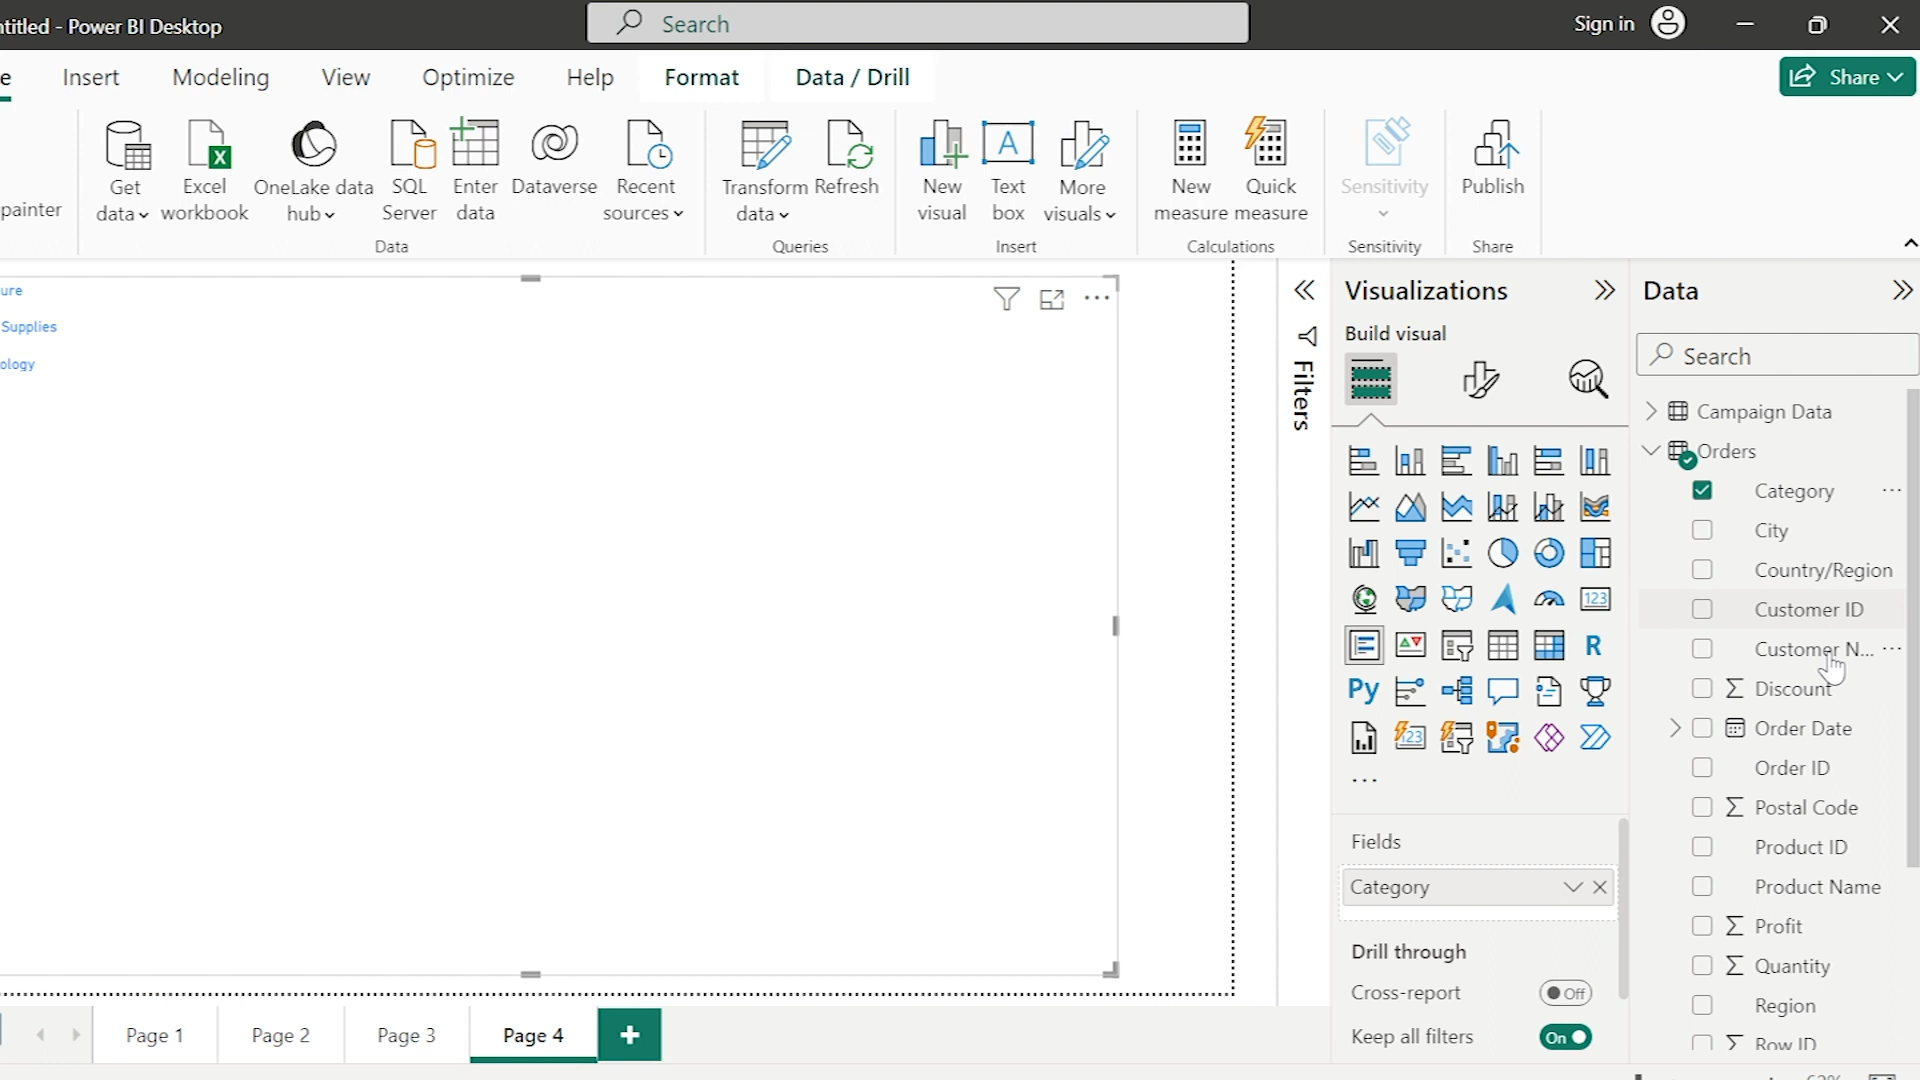 ntitled - Power BI Desktop
Search
Sign in
e
Insert
Modeling
View
Optimize
Help
Format
Data / Drill
Share
painter
Get
data
Excel
workbook
OneLake data
hub
SQL
Server
Enter
data
Dataverse
Recent
sources
Transform
data
Refresh
New
visual
Text
box
More
visuals
New
measure
Quick
measure
Sensitivity
Publish
Data
Queries
Insert
Calculations
Sensitivity
Share
ure
Supplies
ology
Filters
Visualizations
Build visual
123
R
Py
123
Fields
Category
Drill through
Cross-report
Off
Keep all filters
On
Data
Search
Campaign Data
Orders
Category
City
Country/Region
Customer ID
Customer N...
Discount
Order Date
Order ID
Postal Code
Product ID
Product Name
Profit
Quantity
Region
Row ID
Page 1
Page 2
Page 3
Page 4